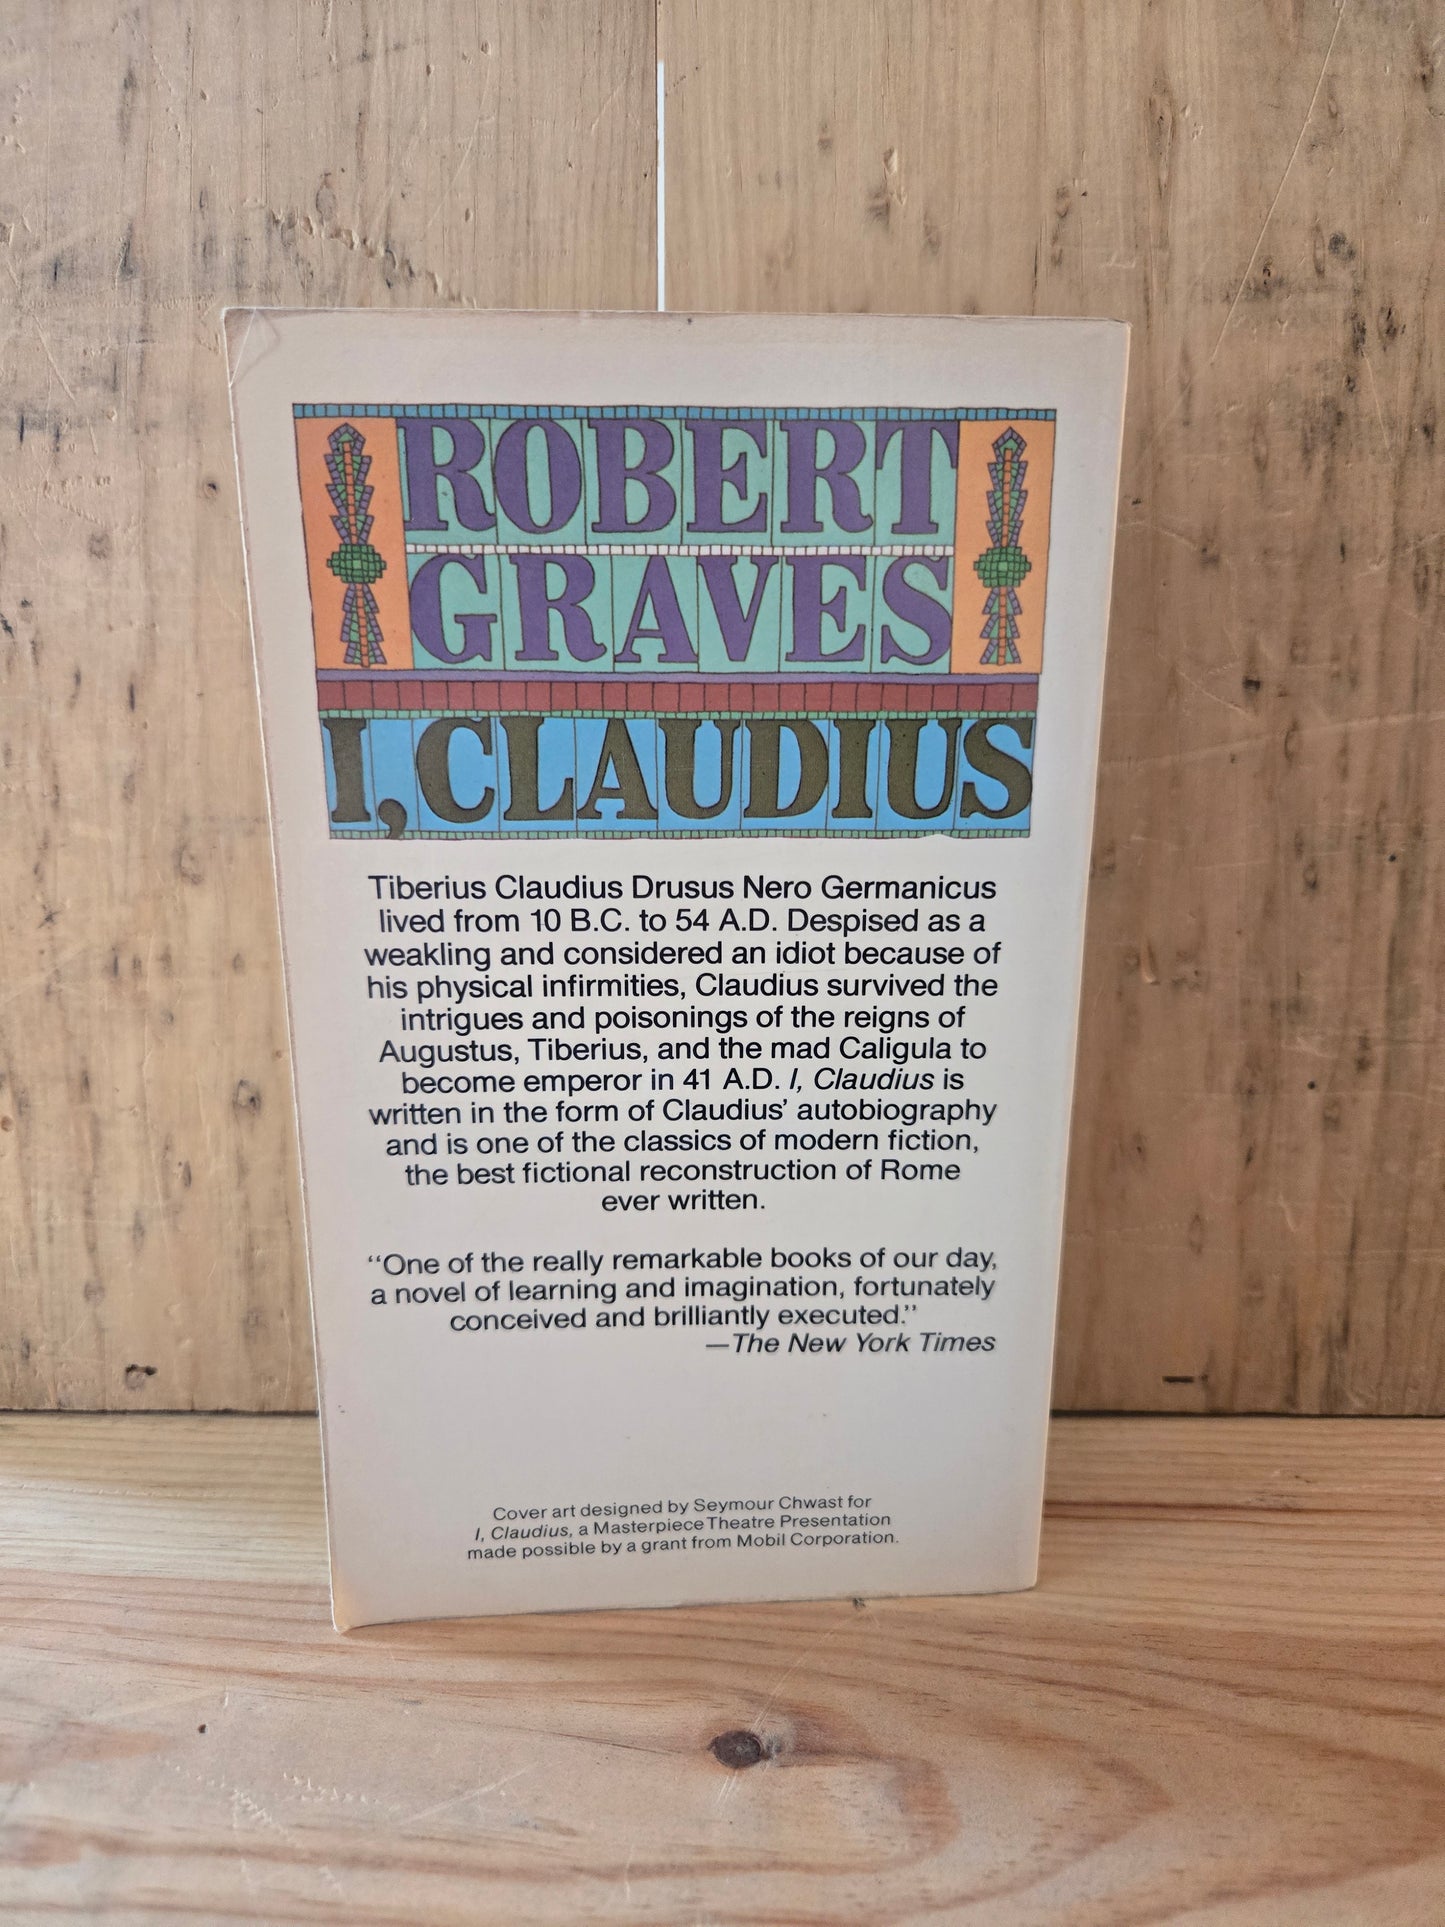 ROBERT
GRAVES
I, CLAUDIUS
Tiberius Claudius Drusus Nero Germanicus
lived from 10 B.C. to 54 A.D. Despised as a
weakling and considered an idiot because of
his physical infirmities, Claudius survived the
intrigues and poisonings of the reigns of
Augustus, Tiberius, and the mad Caligula to
become emperor in 41 A.D. I, Claudius is
written in the form of Claudius' autobiography
and is one of the classics of modern fiction,
the best fictional reconstruction of Rome
ever written.
"One of the really remarkable books of our day,
a novel of learning and imagination, fortunately
conceived and brilliantly executed."
—The New York Times
Cover art designed by Seymour Chwast for
I, Claudius, a Masterpiece Theatre Presentation
made possible by a grant from Mobil Corporation.